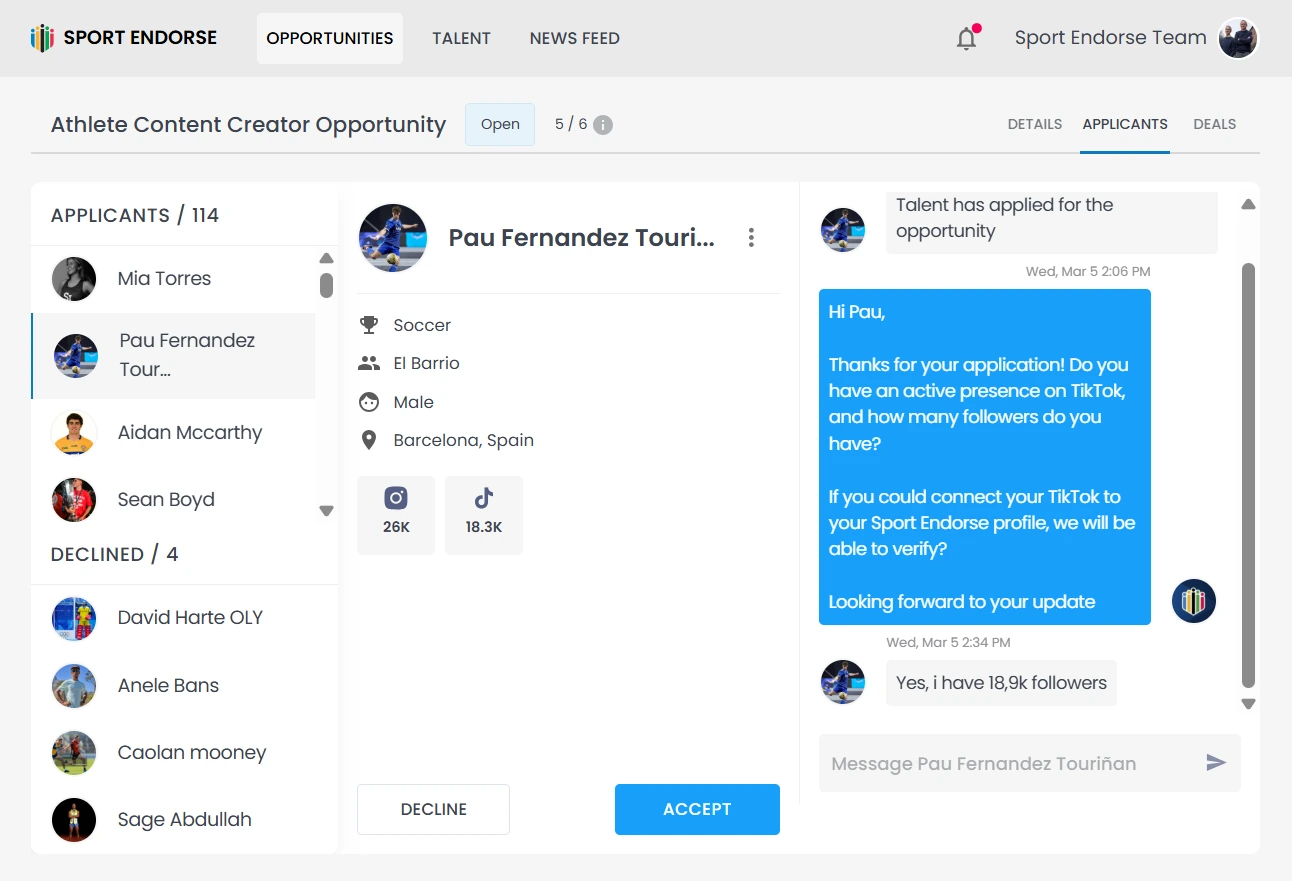 SPORT ENDORSE
OPPORTUNITIES
TALENT
NEWS FEED
Sport Endorse Team
Athlete Content Creator Opportunity
Open
5 / 6
DETAILS
APPLICANTS
DEALS
APPLICANTS / 114
Mia Torres
Pau Fernandez
Tour...
Aidan Mccarthy
Sean Boyd
DECLINED / 4
David Harte OLY
Anele Bans
Caolan mooney
Sage Abdullah
Pau Fernandez Touri...
Soccer
El Barrio
Male
Barcelona, Spain
26K
18.3K
DECLINE
ACCEPT
Talent has applied for the
opportunity
Wed, Mar 5 2:06 PM
Hi Pau,
Thanks for your application! Do you
have an active presence on TikTok,
and how many followers do you
have?
If you could connect your TikTok to
your Sport Endorse profile, we will be
able to verify?
Looking forward to your update
Wed, Mar 5 2:34 PM
Yes, i have 18,9k followers
Message Pau Fernandez Touriñan